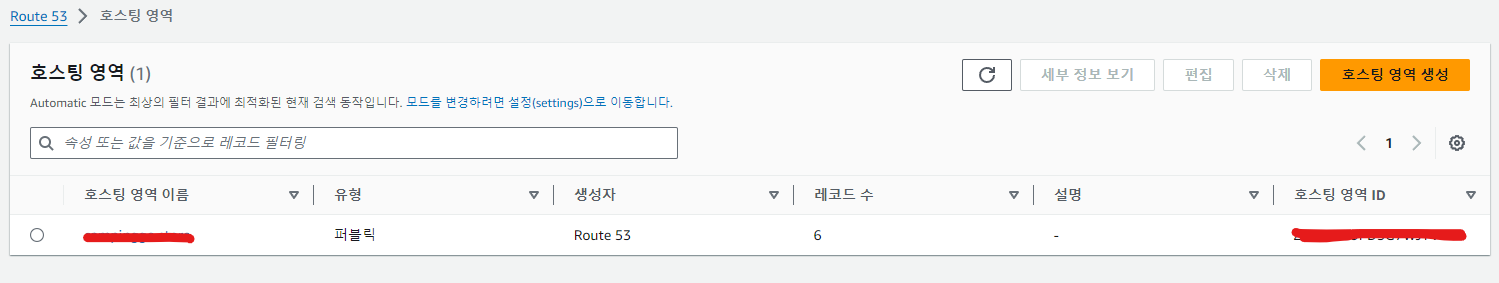 Route 53 > 호스팅 영역
호스팅 영역 (1)
세부 정보 보기 편집 삭제 호스팅 영역 생성
Automatic 모드는 최상의 필터 결과에 최적화된 현재 검색 동작입니다. 모드를 변경하려면 설정(settings)으로 이동합니다.
속성 또는 값을 기준으로 레코드 필터링
1
호스팅 영역 이름 유형 생성자 레코드 수 설명 호스팅 영역 ID
퍼블릭 Route 53 6 -